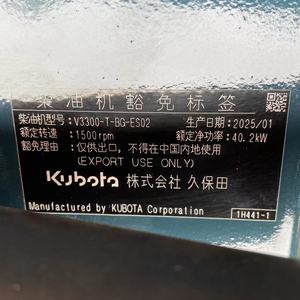 柴油机豁免标签
柴油机型号: V3300-T-BG-ES02 生产日期: 2025/01
额定转速: 1500rpm 额定净功率: 40.2kW
豁免理由: 仅供出口，不得在中国内地使用
(EXPORT USE ONLY)
Kubota 株式会社 久保田
Manufactured by KUBOTA Corporation 1H441-1